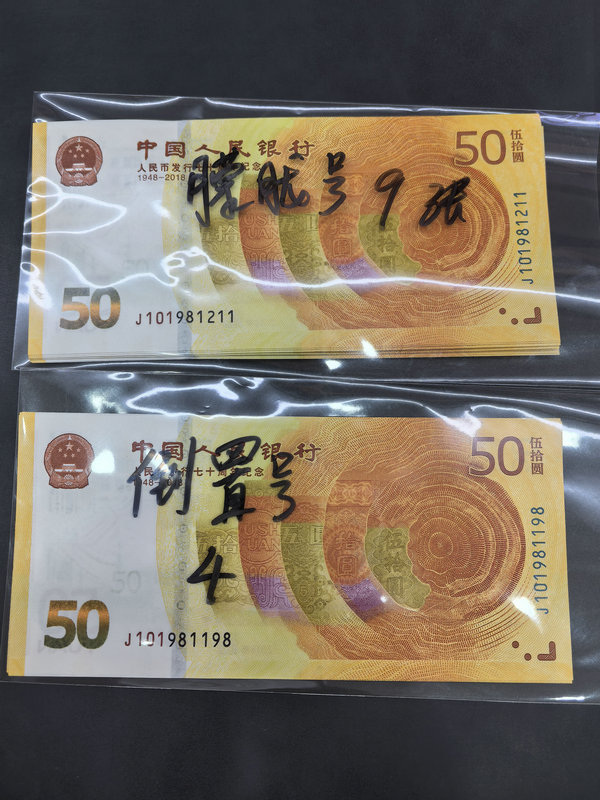 中国人民银行
人民币发行七十周年纪念
1948-2018
50
伍拾圆
朦胧号 9 张
J101981211
50
J101981211
中国人民银行
人民币发行七十周年纪念
1948-2018
50
伍拾圆
倒置号
4
J101981198
50
J101981198